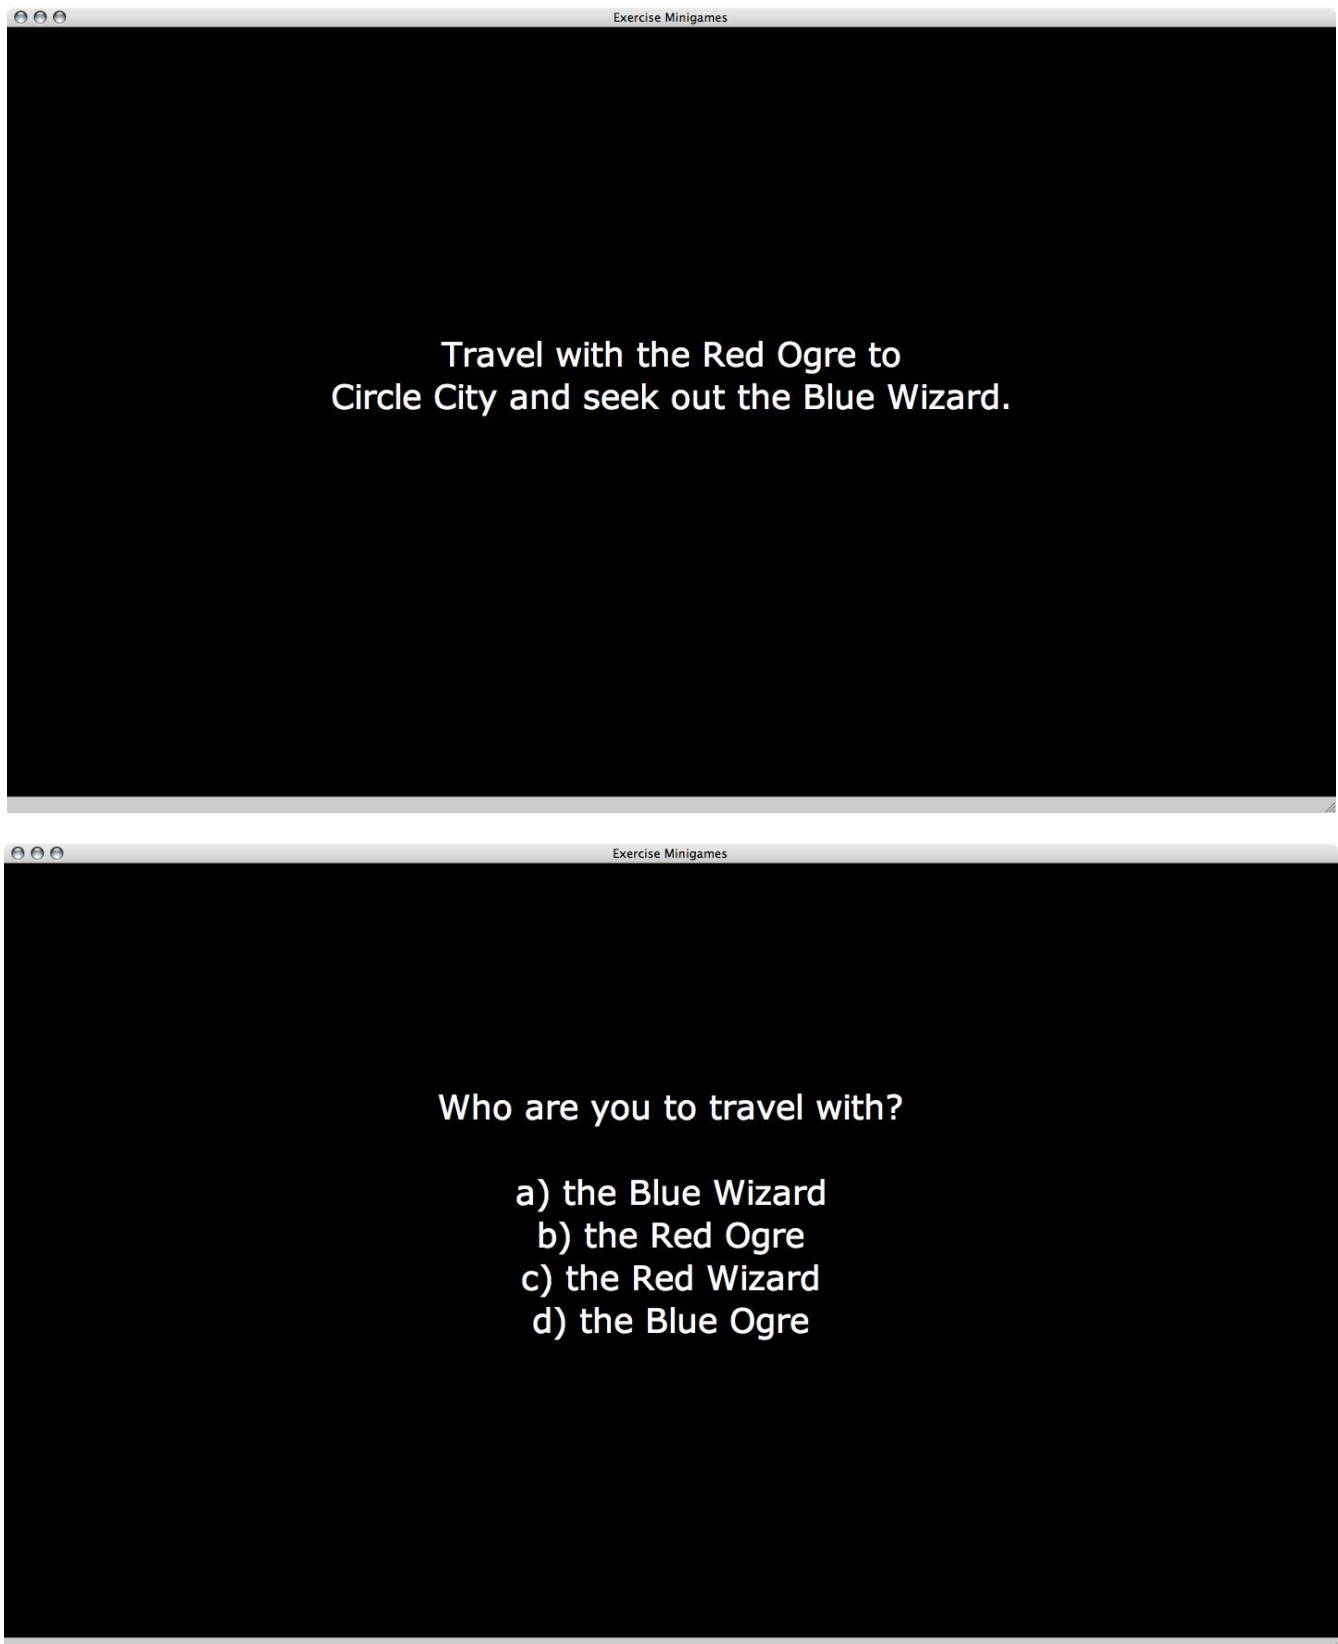 Exercise Minigames
Travel with the Red Ogre to
Circle City and seek out the Blue Wizard.
Exercise Minigames
Who are you to travel with?
a) the Blue Wizard
b) the Red Ogre
c) the Red Wizard
d) the Blue Ogre